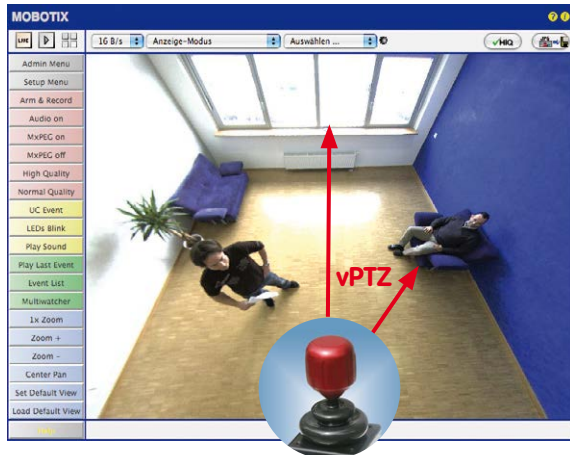 MOBOTIX
LIVE
16 B/s
Anzeige-Modus
Auswählen ...
HiQ
Admin Menu
Setup Menu
Arm & Record
Audio on
MxPEG on
MxPEG off
High Quality
Normal Quality
UC Event
LEDs Blink
Play Sound
Play Last Event
Event List
Multiwatcher
1x Zoom
Zoom +
Zoom –
Center Pan
Set Default View
Load Default View
vPTZ